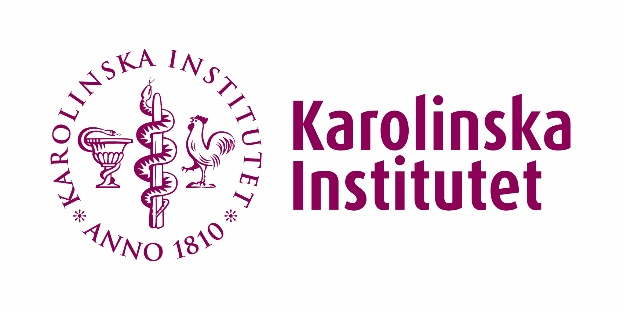 KAROLINSKA INSTITUTET
* ANNO 1810 *
Karolinska
Institutet